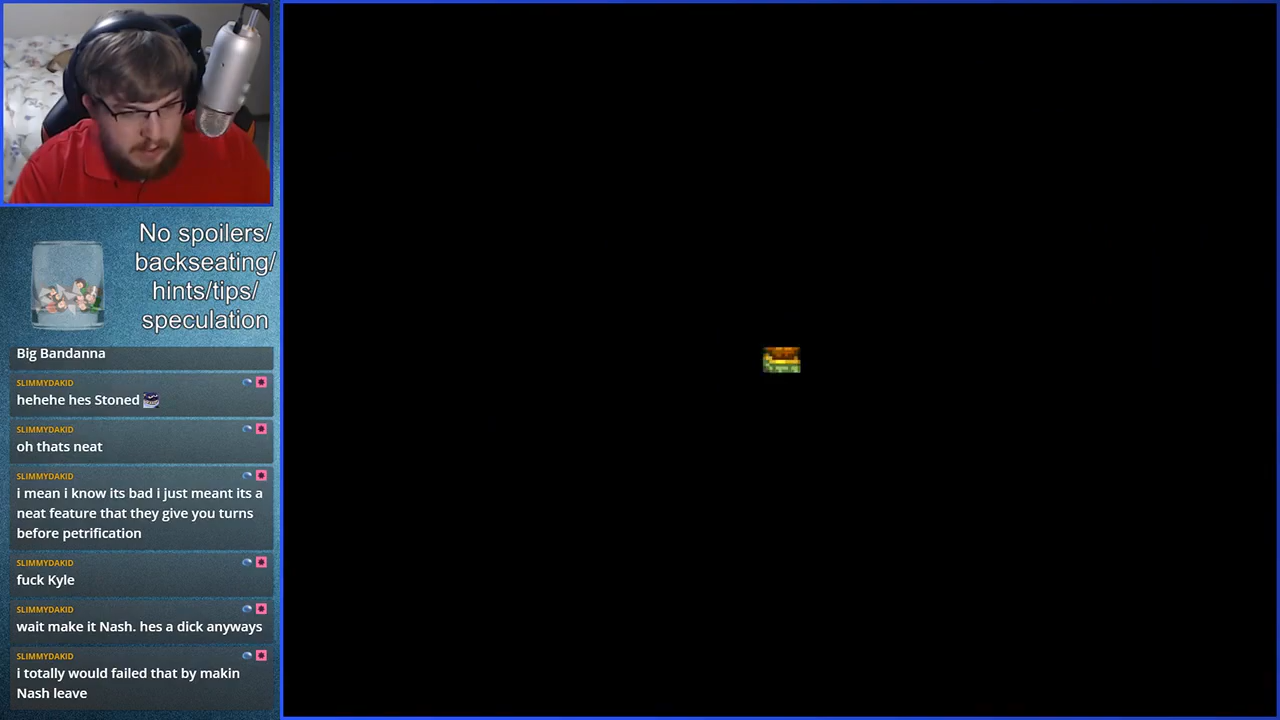 No spoilers/
backseating/
hints/tips/
speculation
Big Bandanna
SLIMMYDAKID
hehehe hes Stoned
SLIMMYDAKID
oh thats neat
SLIMMYDAKID
i mean i know its bad i just meant its a
neat feature that they give you turns
before petrification
SLIMMYDAKID
fuck Kyle
SLIMMYDAKID
wait make it Nash. hes a dick anyways
SLIMMYDAKID
i totally would failed that by makin
Nash leave